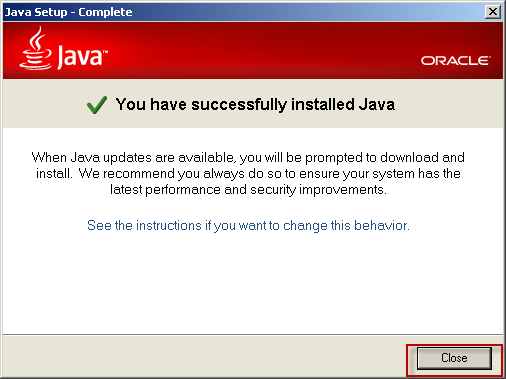 Java Setup - Complete
Java™
ORACLE®
You have successfully installed Java
When Java updates are available, you will be prompted to download and
install. We recommend you always do so to ensure your system has the
latest performance and security improvements.
See the instructions if you want to change this behavior.
Close